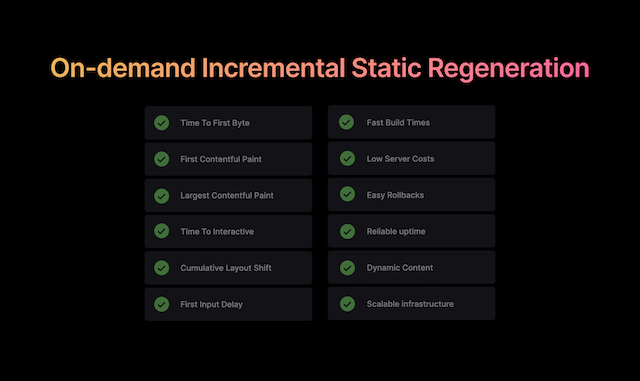 On-demand Incremental Static Regeneration
Time To First Byte
First Contentful Paint
Largest Contentful Paint
Time To Interactive
Cumulative Layout Shift
First Input Delay
Fast Build Times
Low Server Costs
Easy Rollbacks
Reliable uptime
Dynamic Content
Scalable infrastructure